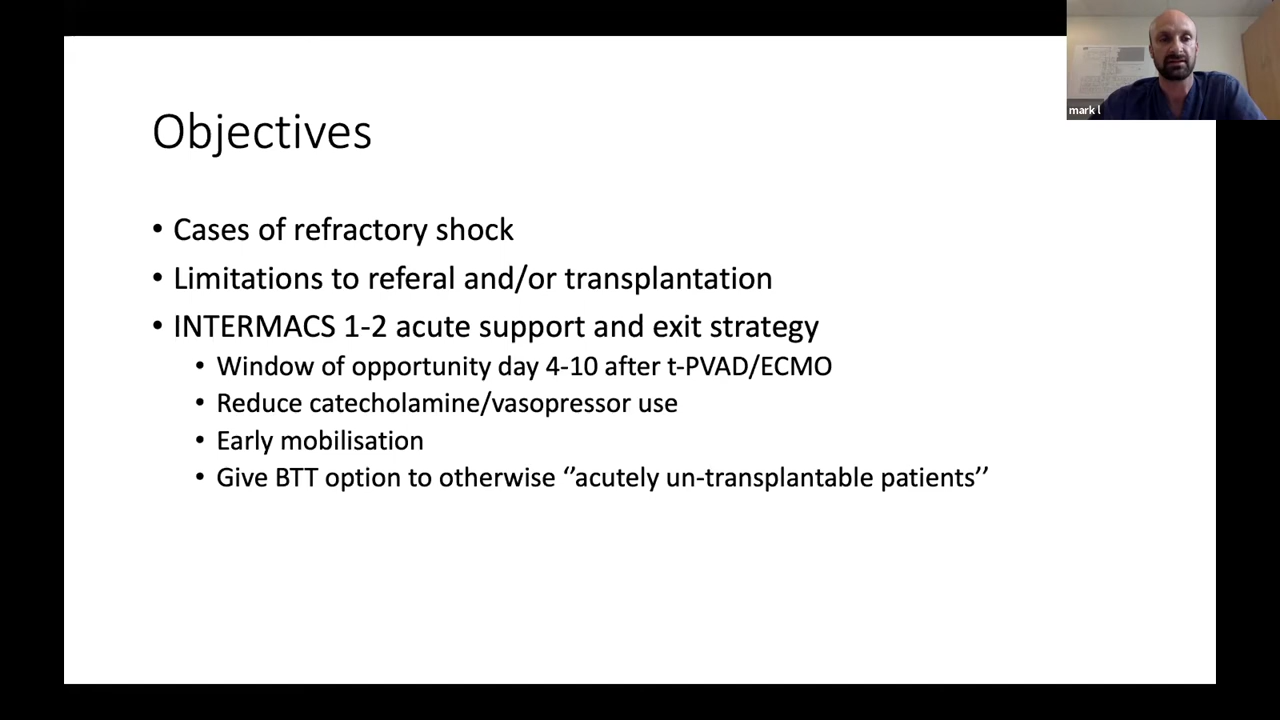 mark l
Objectives
• Cases of refractory shock
• Limitations to referal and/or transplantation
• INTERMACS 1-2 acute support and exit strategy
• Window of opportunity day 4-10 after t-PVAD/ECMO
• Reduce catecholamine/vasopressor use
• Early mobilisation
• Give BTT option to otherwise ‘’acutely un-transplantable patients’’